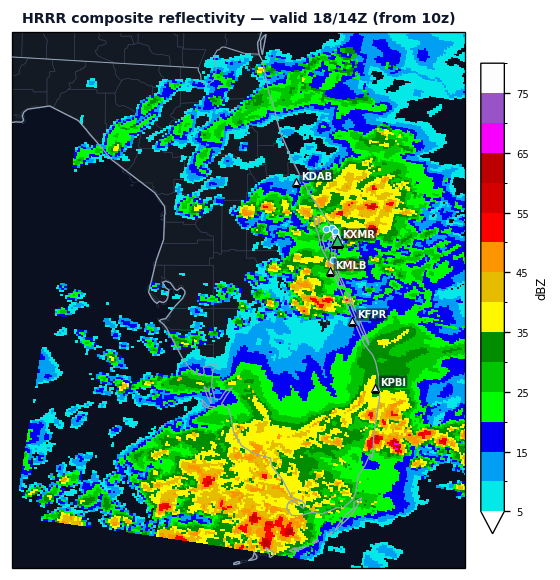 HRRR composite reflectivity — valid 18/14Z (from 10z)
75
KDAB
65
55
KXMR
KMLB
45
dBZ
KFPR
35
KPBI
25
15
5